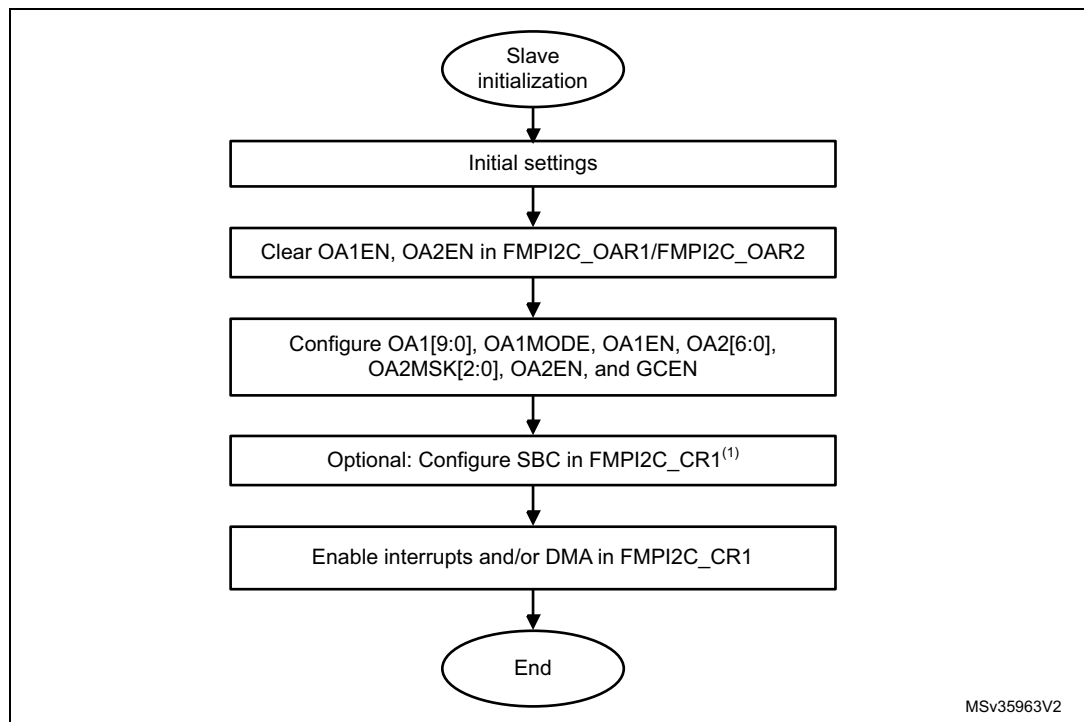 Slave
initialization
Initial settings
Clear OA1EN, OA2EN in FMPI2C_OAR1/FMPI2C_OAR2
Configure OA1[9:0], OA1MODE, OA1EN, OA2[6:0],
OA2MSK[2:0], OA2EN, and GCEN
Optional: Configure SBC in FMPI2C_CR1(1)
Enable interrupts and/or DMA in FMPI2C_CR1
End
MSv35963V2